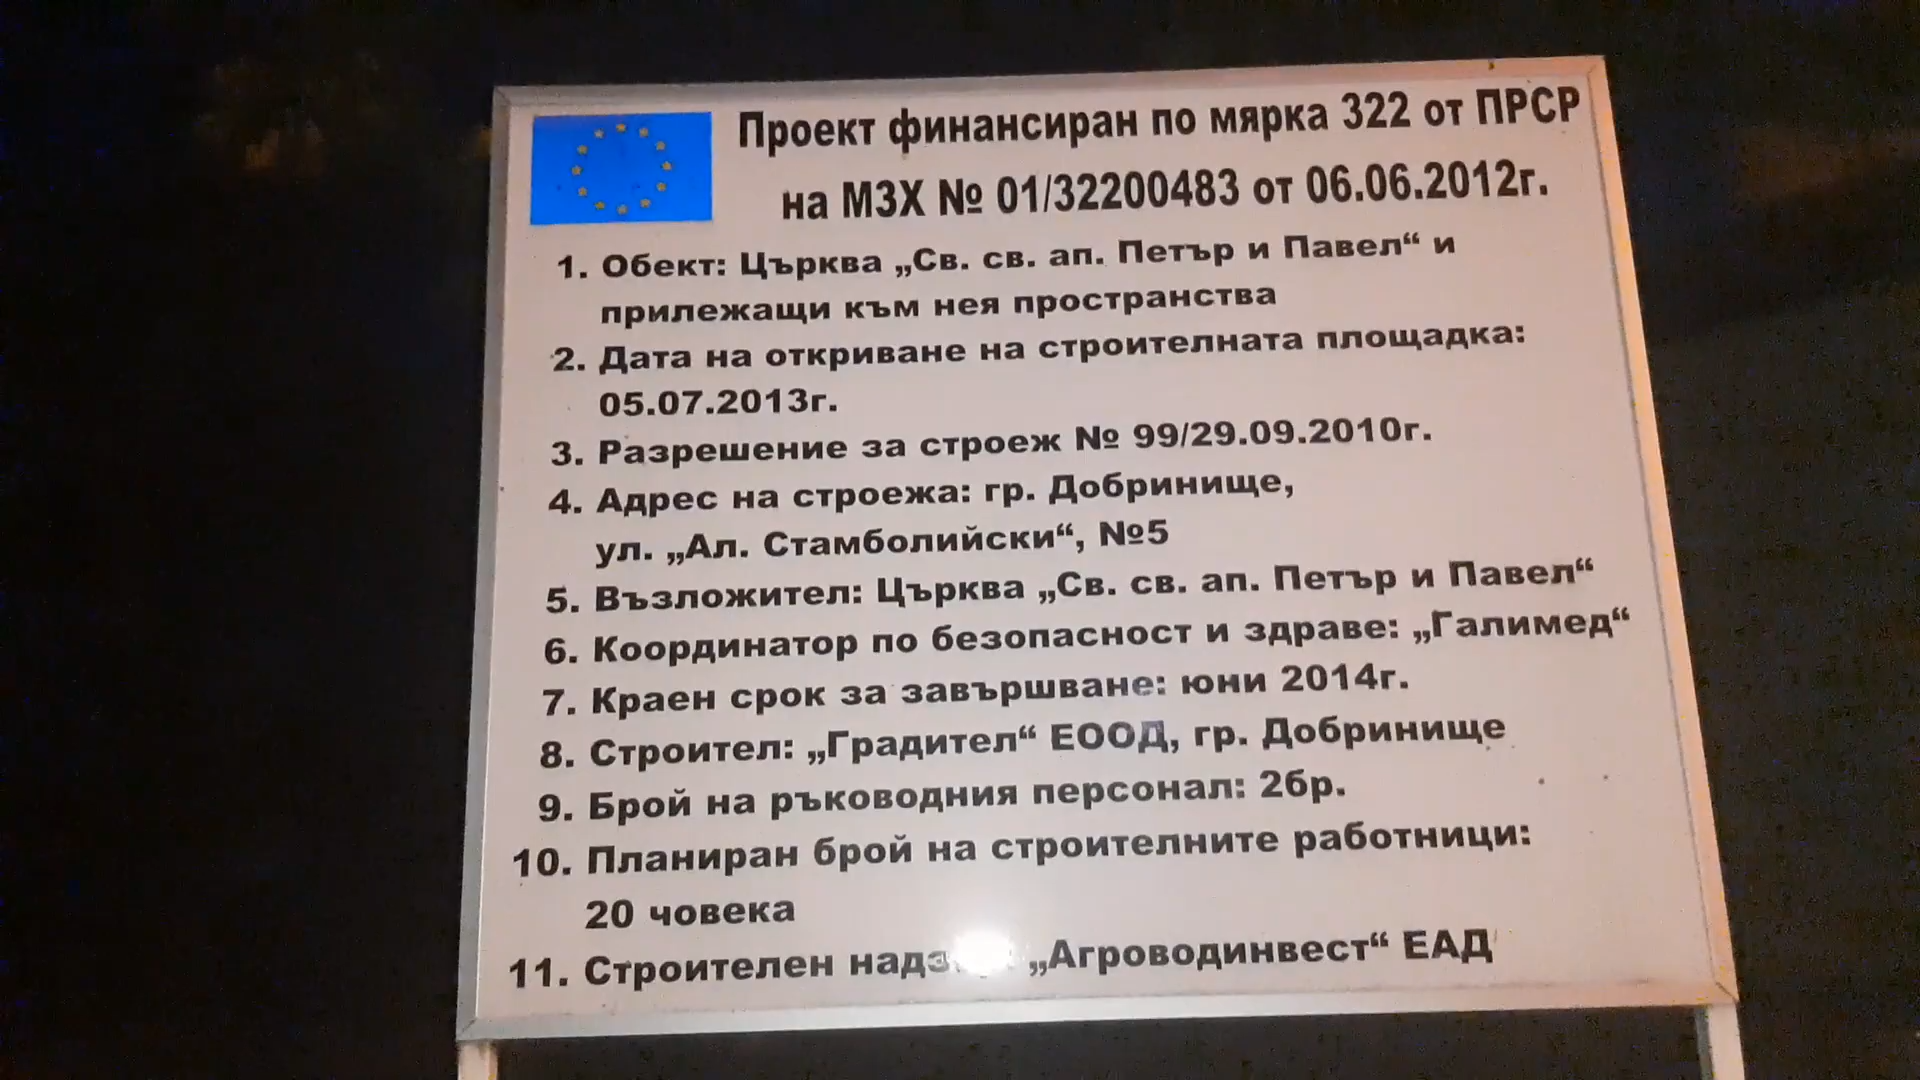 Проект финансиран по мярка 322 от ПРСР
на МЗХ № 01/32200483 от 06.06.2012г.
1. Обект: Църква „Св. св. ап. Петър и Павел“ и
прилежащи към нея пространства
2. Дата на откриване на строителната площадка:
05.07.2013г.
3. Разрешение за строеж № 99/29.09.2010г.
4. Адрес на строежа: гр. Добринище,
ул. „Ал. Стамболийски“, №5
5. Възложител: Църква „Св. св. ап. Петър и Павел“
6. Координатор по безопасност и здраве: „Галимед“
7. Краен срок за завършване: юни 2014г.
8. Строител: „Градител“ ЕООД, гр. Добринище
9. Брой на ръководния персонал: 2бр.
10. Планиран брой на строителните работници:
20 човека
11. Строителен „Агроводинвест“ ЕАД